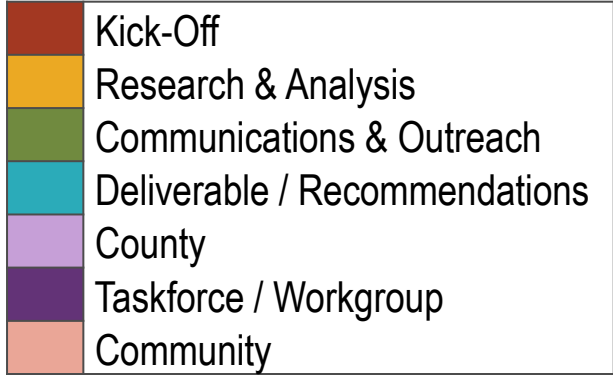 Kick-Off
Research & Analysis
Communications & Outreach
Deliverable / Recommendations
County
Taskforce / Workgroup
Community